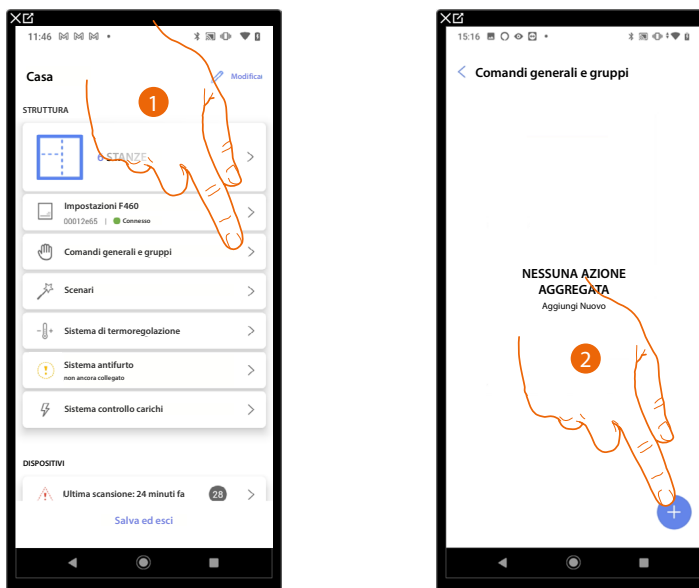 11:46
Casa
Modificar
STRUTTURA
1
6 STANZE
Impostazioni F460
00012e65 | Connesso
Comandi generali e gruppi
Scenari
Sistema di termoregolazione
Sistema antifurto
non ancora collegato
Sistema controllo carichi
DISPOSITIVI
Ultima scansione: 24 minuti fa
28
Salva ed esci
15:16
Comandi generali e gruppi
NESSUNA AZIONE
AGGREGATA
Aggiungi Nuovo
2